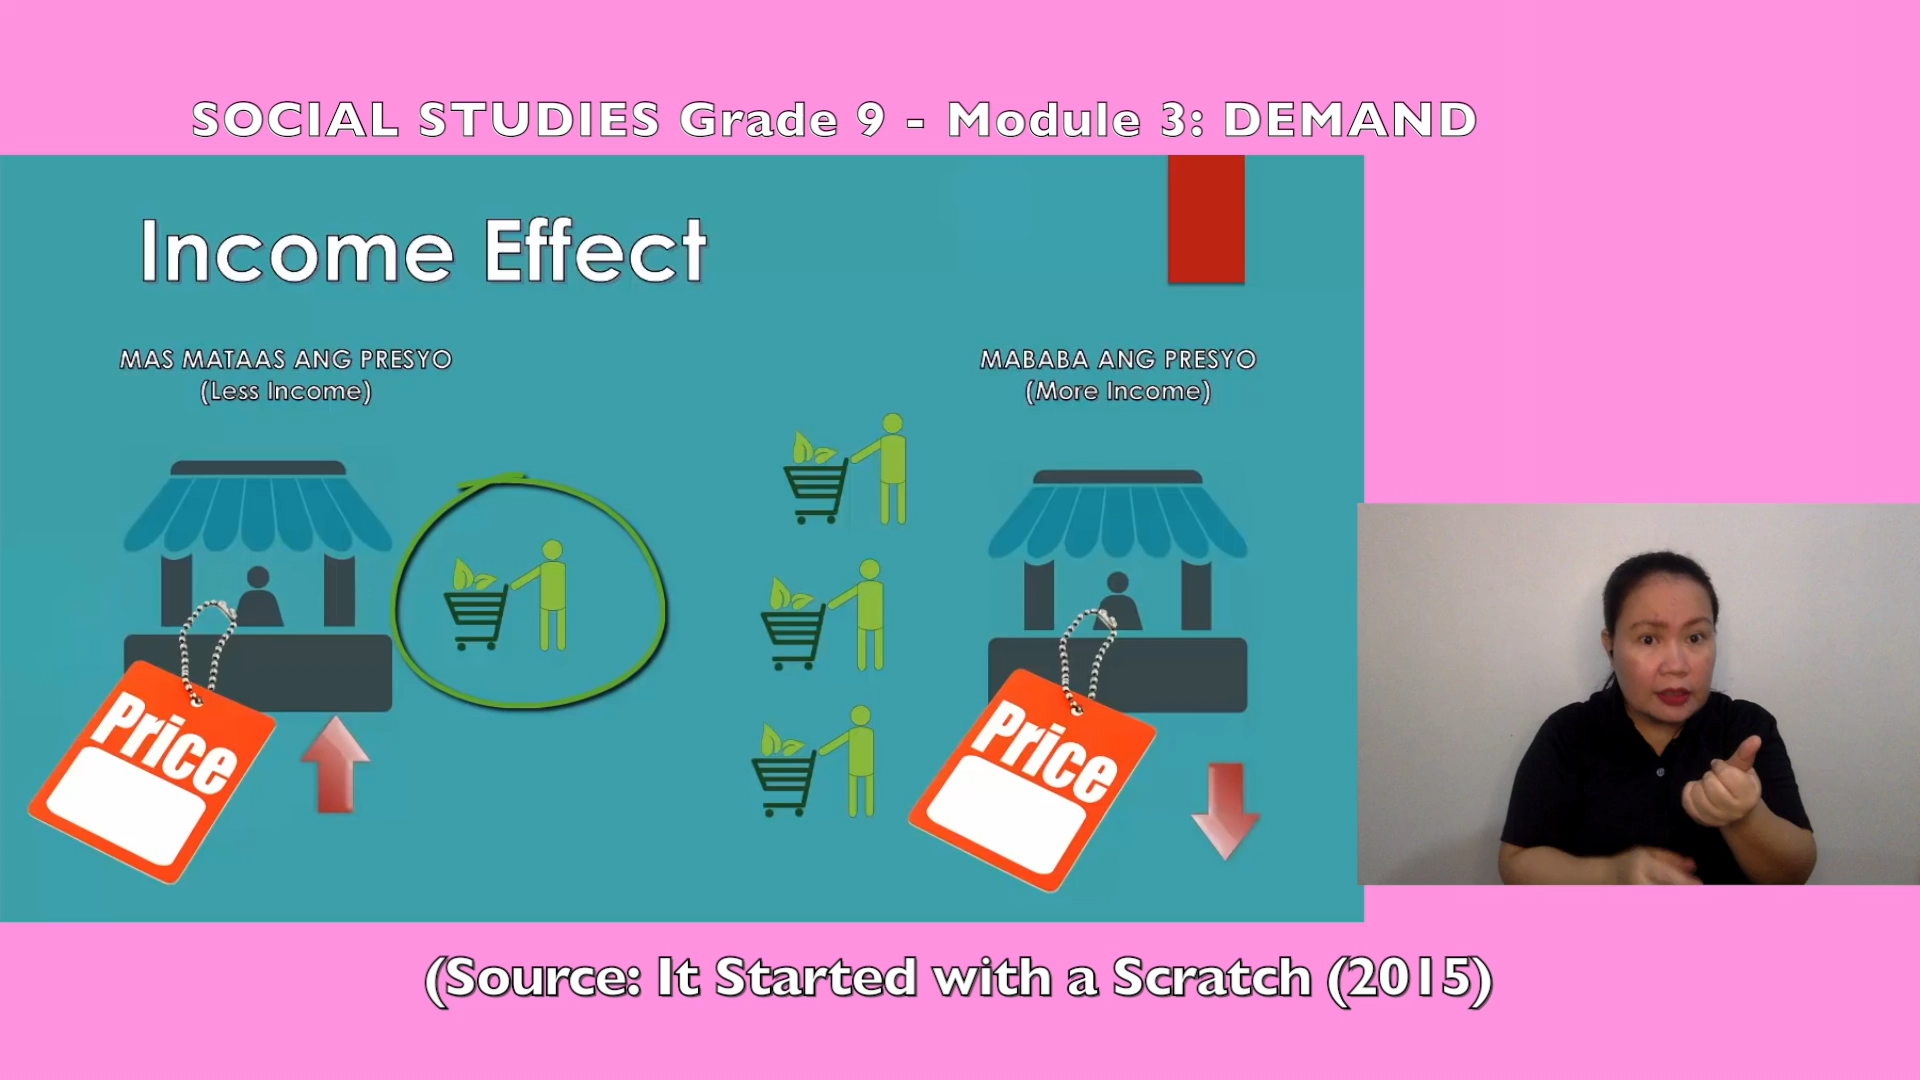 SOCIAL STUDIES Grade 9 - Module 3: DEMAND
Income Effect
MAS MATAAS ANG PRESYO
(Less Income)
MABABA ANG PRESYO
(More Income)
Price
Price
(Source: It Started with a Scratch (2015)